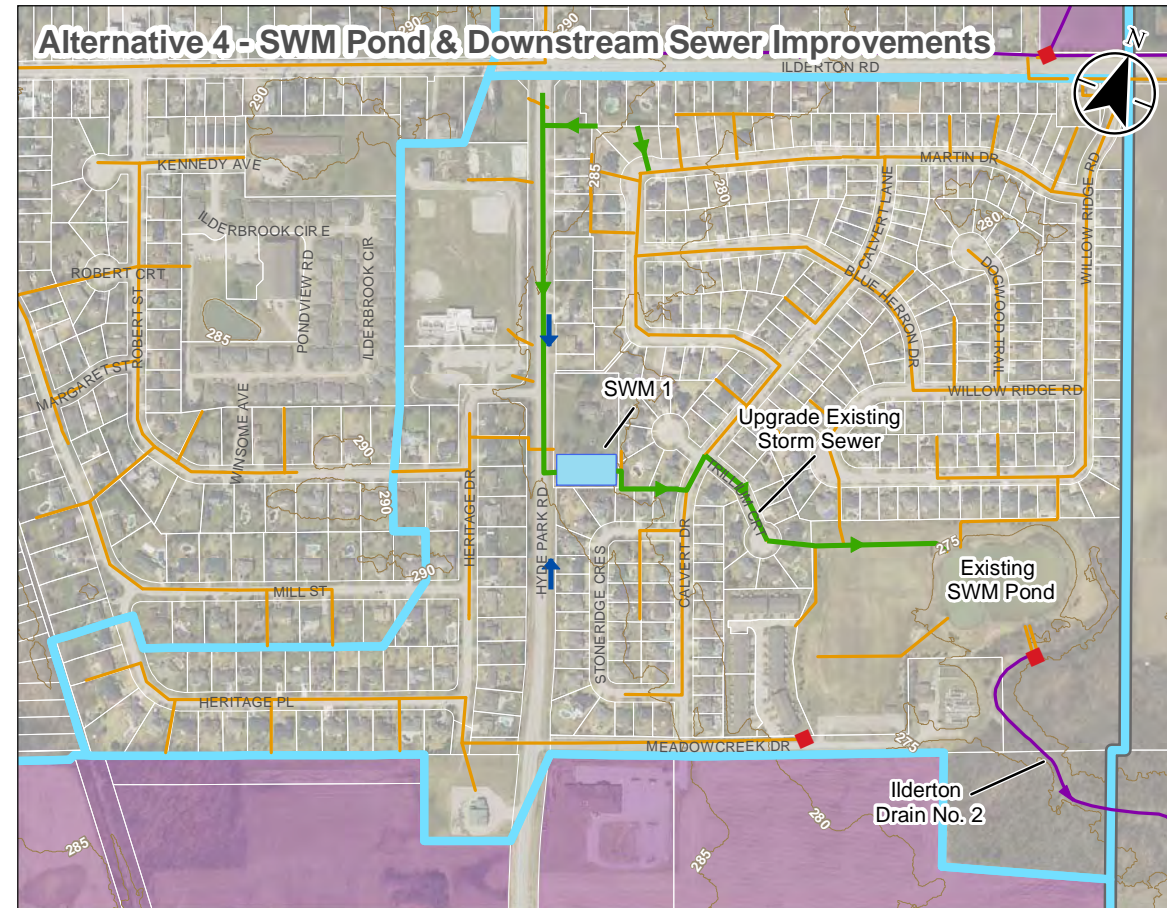 Alternative 4 - SWM Pond & Downstream Sewer Improvements
N
290
290
ILDERTON RD
KENNEDY AVE
MARTIN DR
285
280
CALVERT LANE
WILLOW RIDGE RD
ILDERBROOK CIR E
280
ROBERT CRT
PONDVIEW RD
ILDERBROOK CIR
BLUE HERRON DR
DOGWOOD TRAIL
ROBERT ST
285
MARGARET ST
WILLOW RIDGE RD
SWM 1
Upgrade Existing
Storm Sewer
WINSOME AVE
290
290
HERITAGE DR
HYDE PARK RD
TRILLIUM CRT
275
290
MILL ST
CALVERT DR
STONERIDGE CRES
Existing
SWM Pond
HERITAGE PL
MEADOWCREEK DR
275
Ilderton
Drain No. 2
280
285
285